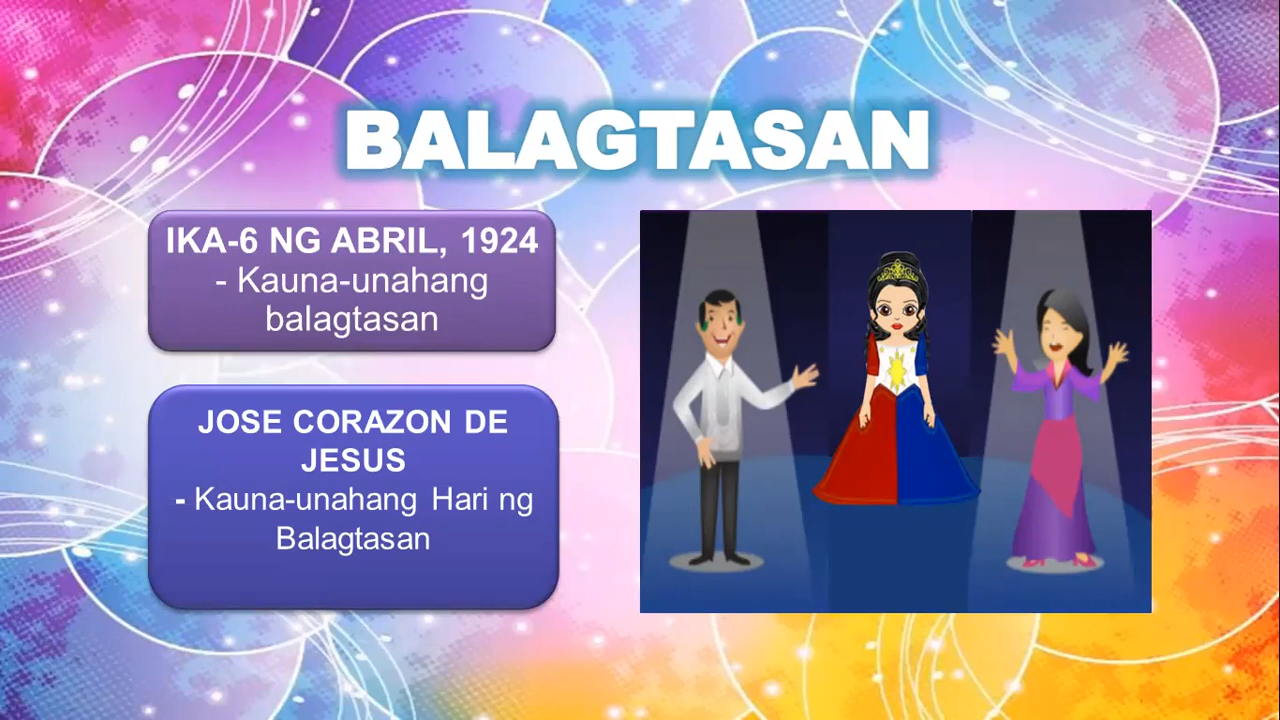 BALAGTASAN
IKA-6 NG ABRIL, 1924
- Kauna-unahang
balagtasan
JOSE CORAZON DE
JESUS
- Kauna-unahang Hari ng
Balagtasan